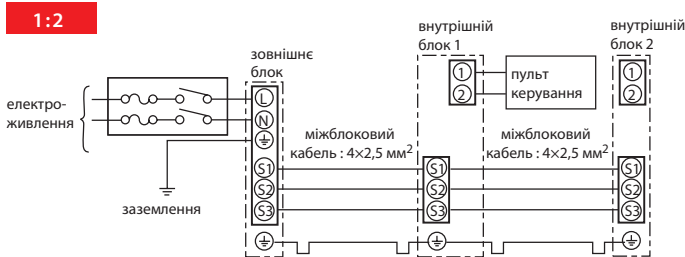 1:2
електро-
живлення
заземлення
зовнішнє
блок
L
N
S1
S2
S3
міжблоковий
кабель : 4×2,5 мм²
внутрішній
блок 1
1
2
пульт
керування
S1
S2
S3
міжблоковий
кабель : 4×2,5 мм²
внутрішній
блок 2
1
2
S1
S2
S3